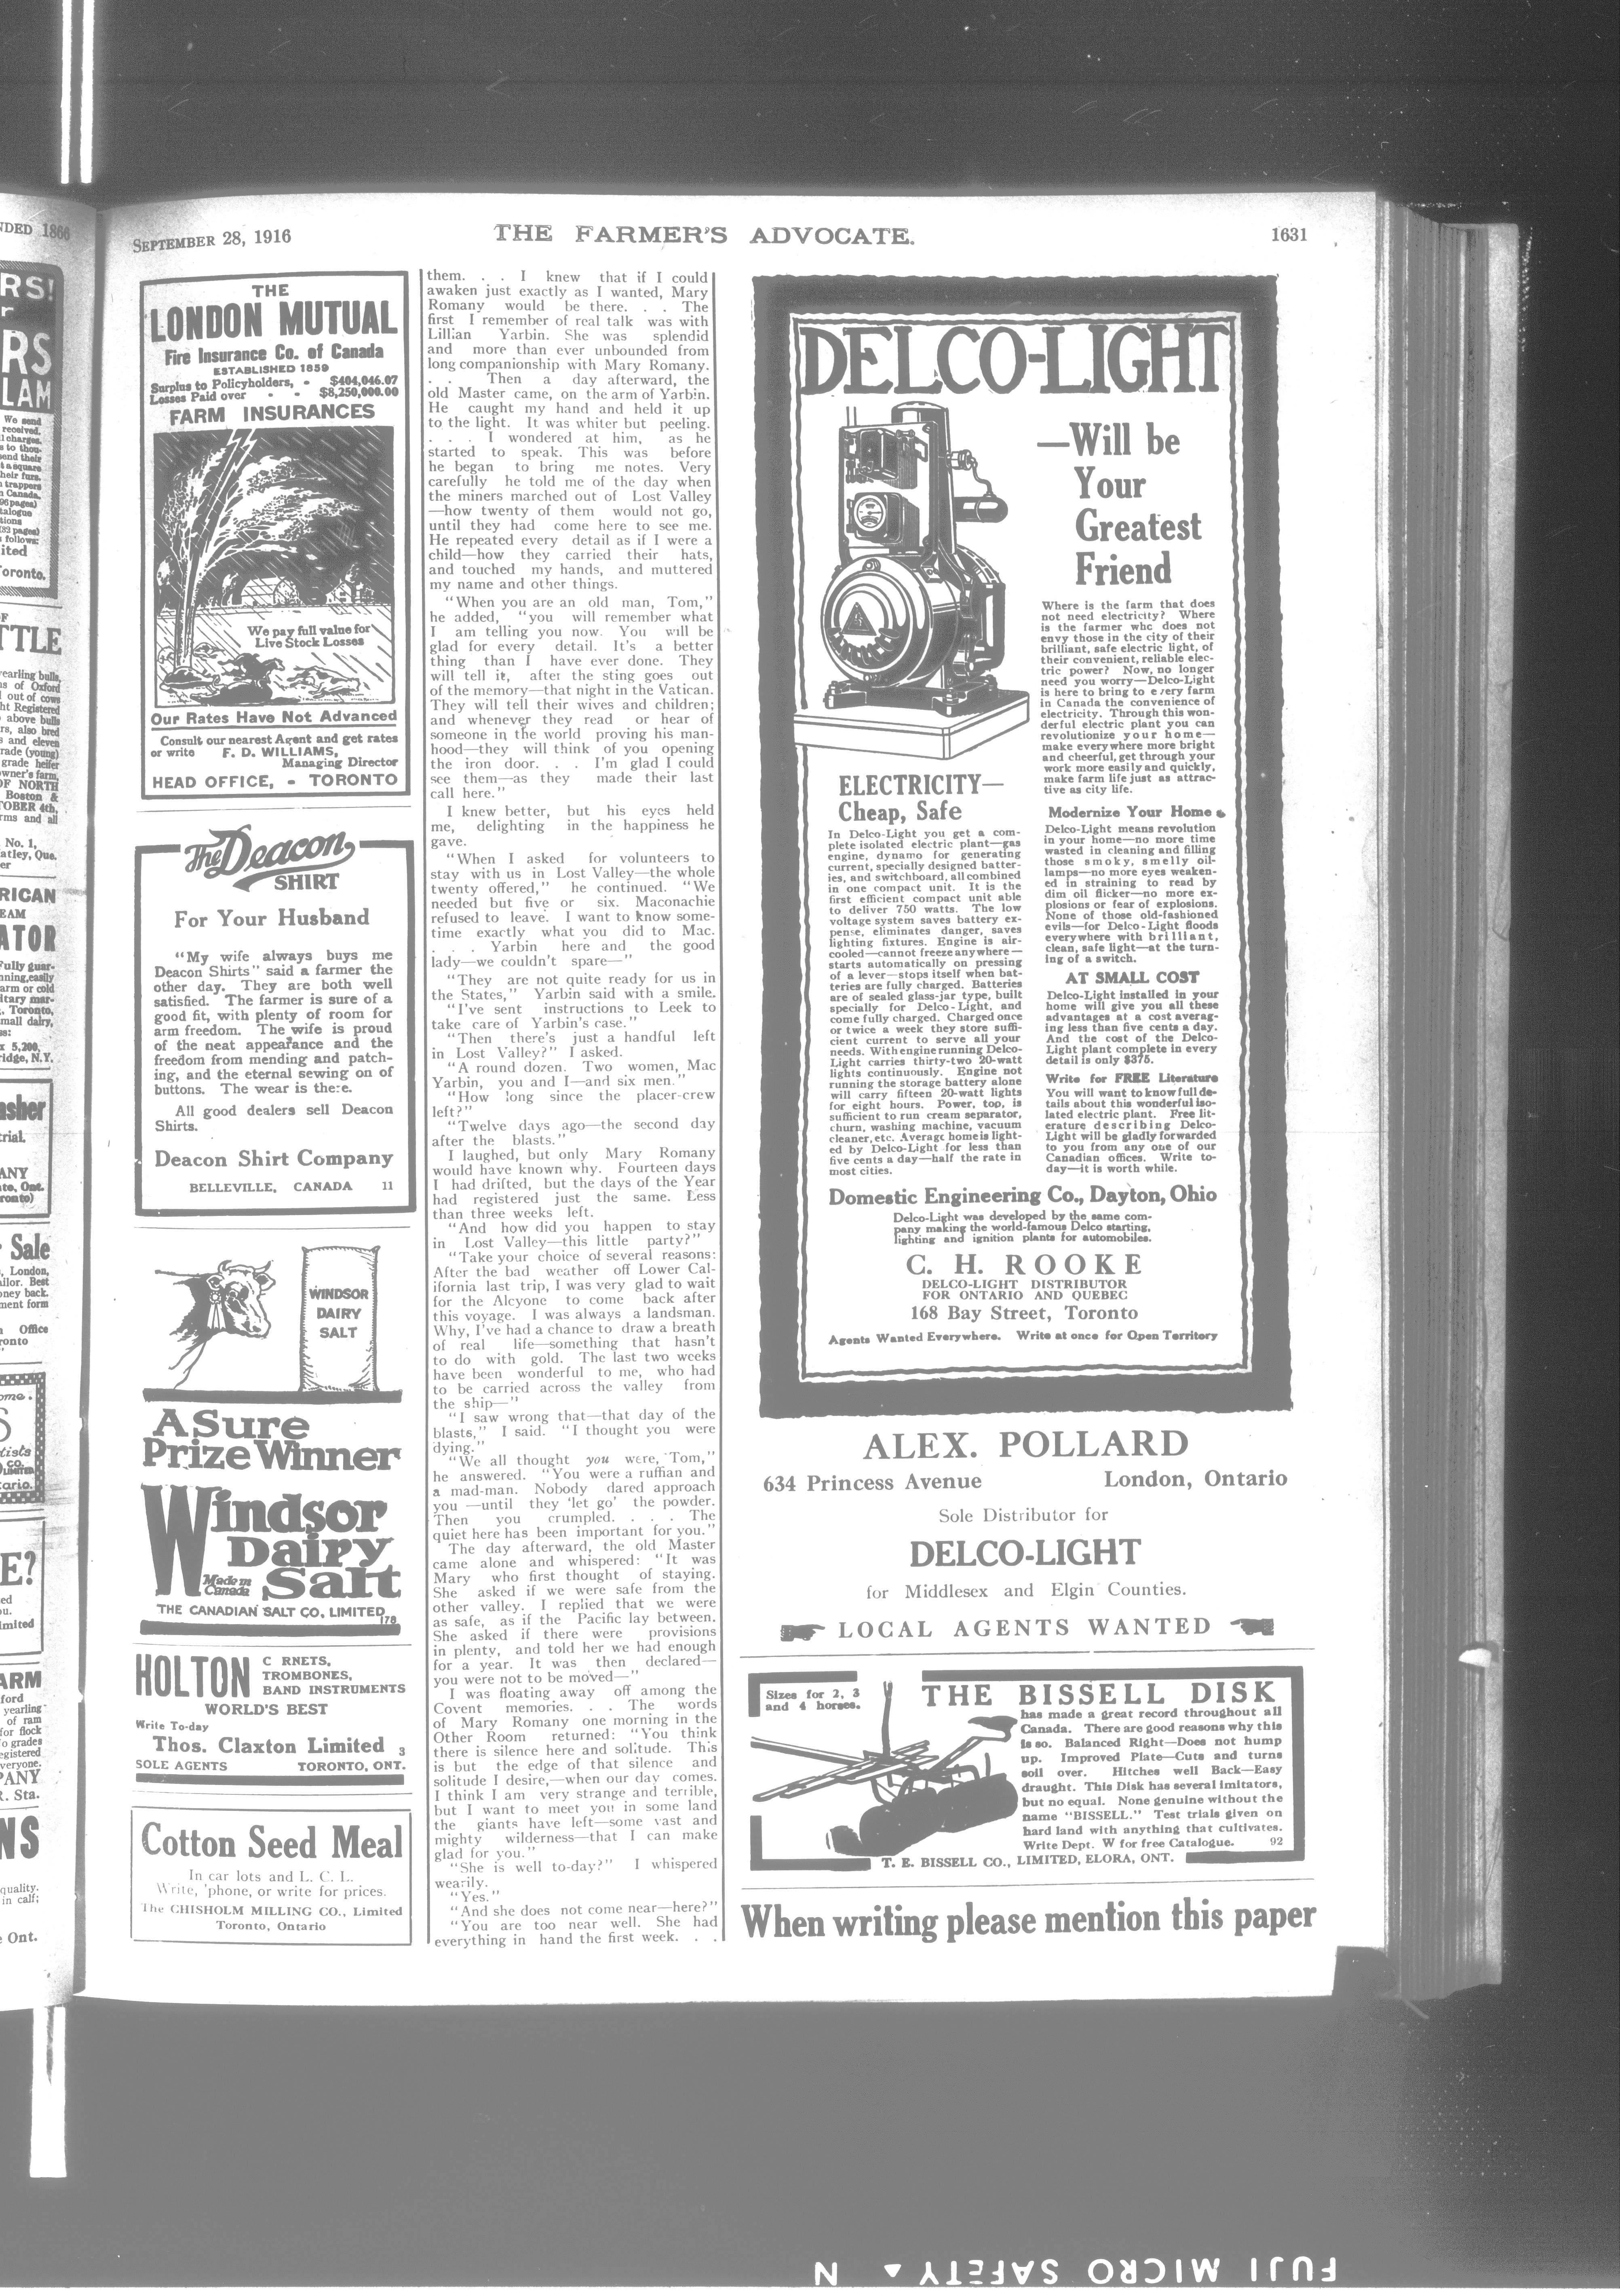 SEPTEMBER 28, 1916
THE FARMER'S ADVOCATE.
1631
THE
LONDON MUTUAL
Fire Insurance Co. of Canada
ESTABLISHED 1859
Surplus to Policyholders, - $404,046.07
Losses Paid over - - $8,250,000.00
FARM INSURANCES
We pay full value for
Live Stock Losses
Our Rates Have Not Advanced
Consult our nearest Agent and get rates
or write F. D. WILLIAMS,
Managing Director
HEAD OFFICE, - TORONTO
The Deacon
SHIRT
For Your Husband
"My wife always buys me
Deacon Shirts" said a farmer the
other day. They are both well
satisfied. The farmer is sure of a
good fit, with plenty of room for
arm freedom. The wife is proud
of the neat appearance and the
freedom from mending and patch-
ing, and the eternal sewing on of
buttons. The wear is there.
All good dealers sell Deacon
Shirts.
Deacon Shirt Company
BELLEVILLE, CANADA 11
WINDSOR
DAIRY
SALT
A Sure
Prize Winner
Windsor
Dairy
Salt
Made in
Canada
THE CANADIAN SALT CO. LIMITED
178
HOLTON
C RNETS,
TROMBONES,
BAND INSTRUMENTS
WORLD'S BEST
Write To-day
Thos. Claxton Limited 3
SOLE AGENTS TORONTO, ONT.
Cotton Seed Meal
In car lots and L. C. L.
Write, 'phone, or write for prices.
The CHISHOLM MILLING CO., Limited
Toronto, Ontario
them. . . I knew that if I could
awaken just exactly as I wanted, Mary
Romany would be there. . . The
first I remember of real talk was with
Lillian Yarbin. She was splendid
and more than ever unbounded from
long companionship with Mary Romany.
. . Then a day afterward, the
old Master came, on the arm of Yarbin.
He caught my hand and held it up
to the light. It was whiter but peeling.
. . . I wondered at him, as he
started to speak. This was before
he began to bring me notes. Very
carefully he told me of the day when
the miners marched out of Lost Valley
—how twenty of them would not go,
until they had come here to see me.
He repeated every detail as if I were a
child—how they carried their hats,
and touched my hands, and muttered
my name and other things.
"When you are an old man, Tom,"
he added, "you will remember what
I am telling you now. You will be
glad for every detail. It's a better
thing than I have ever done. They
will tell it, after the sting goes out
of the memory—that night in the Vatican.
They will tell their wives and children;
and whenever they read or hear of
someone in the world proving his man-
hood—they will think of you opening
the iron door. . . I'm glad I could
see them—as they made their last
call here."
I knew better, but his eyes held
me, delighting in the happiness he
gave.
"When I asked for volunteers to
stay with us in Lost Valley—the whole
twenty offered," he continued. "We
needed but five or six. Maconachie
refused to leave. I want to know some-
time exactly what you did to Mac.
. . . Yarbin here and the good
lady—we couldn't spare—"
"They are not quite ready for us in
the States," Yarbin said with a smile.
"I've sent instructions to Leek to
take care of Yarbin's case."
"Then there's just a handful left
in Lost Valley?" I asked.
"A round dozen. Two women, Mac
Yarbin, you and I—and six men."
"How long since the placer-crew
left?"
"Twelve days ago—the second day
after the blasts."
I laughed, but only Mary Romany
would have known why. Fourteen days
I had drifted, but the days of the Year
had registered just the same. Less
than three weeks left.
"And how did you happen to stay
in Lost Valley—this little party?"
"Take your choice of several reasons:
After the bad weather off Lower Cal-
ifornia last trip, I was very glad to wait
for the Alcyone to come back after
this voyage. I was always a landsman.
Why, I've had a chance to draw a breath
of real life—something that hasn't
to do with gold. The last two weeks
have been wonderful to me, who had
to be carried across the valley from
the ship—"
"I saw wrong that—that day of the
blasts," I said. "I thought you were
dying."
"We all thought you were, Tom,"
he answered. "You were a ruffian and
a mad-man. Nobody dared approach
you —until they 'let go' the powder.
Then you crumpled. . . . The
quiet here has been important for you."
The day afterward, the old Master
came alone and whispered: "It was
Mary who first thought of staying.
She asked if we were safe from the
other valley. I replied that we were
as safe, as if the Pacific lay between.
She asked if there were provisions
in plenty, and told her we had enough
for a year. It was then declared—
you were not to be moved—"
I was floating away off among the
Covent memories. . . The words
of Mary Romany one morning in the
Other Room returned: "You think
there is silence here and solitude. This
is but the edge of that silence and
solitude I desire,—when our day comes.
I think I am very strange and terrible,
but I want to meet you in some land
the giants have left—some vast and
mighty wilderness—that I can make
glad for you."
"She is well to-day?" I whispered
wearily.
"Yes."
"And she does not come near—here?"
"You are too near well. She had
everything in hand the first week. . .
DELCO-LIGHT
—Will be
Your
Greatest
Friend
Where is the farm that does
not need electricity? Where
is the farmer who does not
envy those in the city of their
brilliant, safe electric light, of
their convenient, reliable elec-
tric power? Now, no longer
need you worry—Delco-Light
is here to bring to every farm
in Canada the convenience of
electricity. Through this won-
derful electric plant you can
revolutionize your home—
make everywhere more bright
and cheerful, get through your
work more easily and quickly,
make farm life just as attrac-
tive as city life.
Modernize Your Home
Delco-Light means revolution
in your home—no more time
wasted in cleaning and filling
those smoky, smelly oil-
lamps—no more eyes weaken-
ed in straining to read by
dim oil flicker—no more ex-
plosions or fear of explosions.
None of those old-fashioned
evils—for Delco-Light floods
everywhere with brilliant,
clean, safe light—at the turn-
ing of a switch.
AT SMALL COST
Delco-Light installed in your
home will give you all these
advantages at a cost averag-
ing less than five cents a day.
And the cost of the Delco-
Light plant complete in every
detail is only $375.
Write for FREE Literature
You will want to know full de-
tails about this wonderful iso-
lated electric plant. Free lit-
erature describing Delco-
Light will be gladly forwarded
to you from any one of our
Canadian offices. Write to-
day—it is worth while.
ELECTRICITY—
Cheap, Safe
In Delco-Light you get a com-
plete isolated electric plant—gas
engine, dynamo for generating
current, specially designed batter-
ies, and switchboard, all combined
in one compact unit. It is the
first efficient compact unit able
to deliver 750 watts. The low
voltage system saves battery ex-
pense, eliminates danger, saves
lighting fixtures. Engine is air-
cooled—cannot freeze anywhere—
starts automatically on pressing
of a lever—stops itself when bat-
teries are fully charged. Batteries
are of sealed glass-jar type, built
specially for Delco-Light, and
come fully charged. Charged once
or twice a week they store suffi-
cient current to serve all your
needs. With engine running Delco-
Light carries thirty-two 20-watt
lights continuously. Engine not
running the storage battery alone
will carry fifteen 20-watt lights
for eight hours. Power, top, is
sufficient to run cream separator,
churn, washing machine, vacuum
cleaner, etc. Average home is light-
ed by Delco-Light for less than
five cents a day—half the rate in
most cities.
Domestic Engineering Co., Dayton, Ohio
Delco-Light was developed by the same com-
pany making the world-famous Delco starting,
lighting and ignition plants for automobiles.
C. H. ROOKE
DELCO-LIGHT DISTRIBUTOR
FOR ONTARIO AND QUEBEC
168 Bay Street, Toronto
Agents Wanted Everywhere. Write at once for Open Territory
ALEX. POLLARD
634 Princess Avenue London, Ontario
Sole Distributor for
DELCO-LIGHT
for Middlesex and Elgin Counties.
LOCAL AGENTS WANTED
Sizes for 2, 3
and 4 horses.
THE BISSELL DISK
has made a great record throughout all
Canada. There are good reasons why this
is so. Balanced Right—Does not hump
up. Improved Plate—Cuts and turns
soil over. Hitches well Back—Easy
draught. This Disk has several imitators,
but no equal. None genuine without the
name "BISSELL." Test trials given on
hard land with anything that cultivates.
Write Dept. W for free Catalogue. 92
T. E. BISSELL CO., LIMITED, ELORA, ONT.
When writing please mention this paper
FUJI MICRO SAFETY N